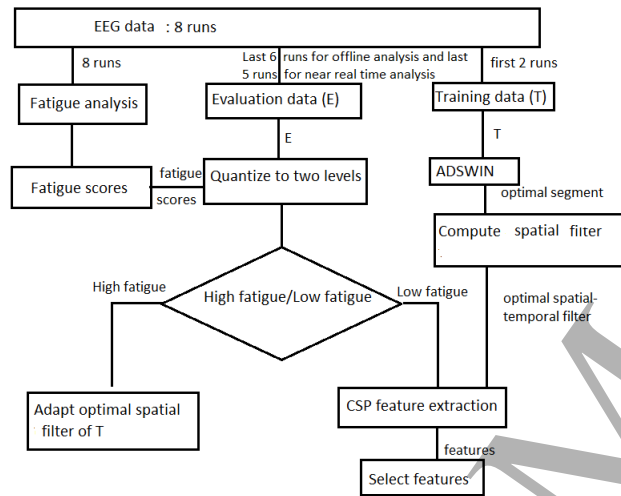 EEG data : 8 runs
8 runs
Last 6 runs for offline analysis and last
5 runs for near real time analysis
first 2 runs
Fatigue analysis
Evaluation data (E)
Training data (T)
E
T
Fatigue scores
fatigue
scores
Quantize to two levels
ADSWIN
optimal segment
Compute spatial filter
High fatigue
High fatigue/Low fatigue
Low fatigue
optimal spatial-
temporal filter
Adapt optimal spatial
filter of T
CSP feature extraction
features
Select features